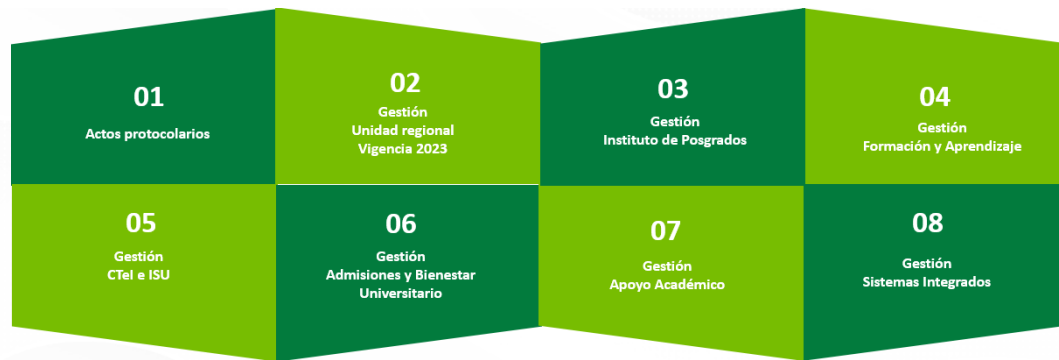 01
Actos protocolarios
02
Gestión
Unidad regional
Vigencia 2023
03
Gestión
Instituto de Posgrados
04
Gestión
Formación y Aprendizaje
05
Gestión
CTeI e ISU
06
Gestión
Admisiones y Bienestar
Universitario
07
Gestión
Apoyo Académico
08
Gestión
Sistemas Integrados